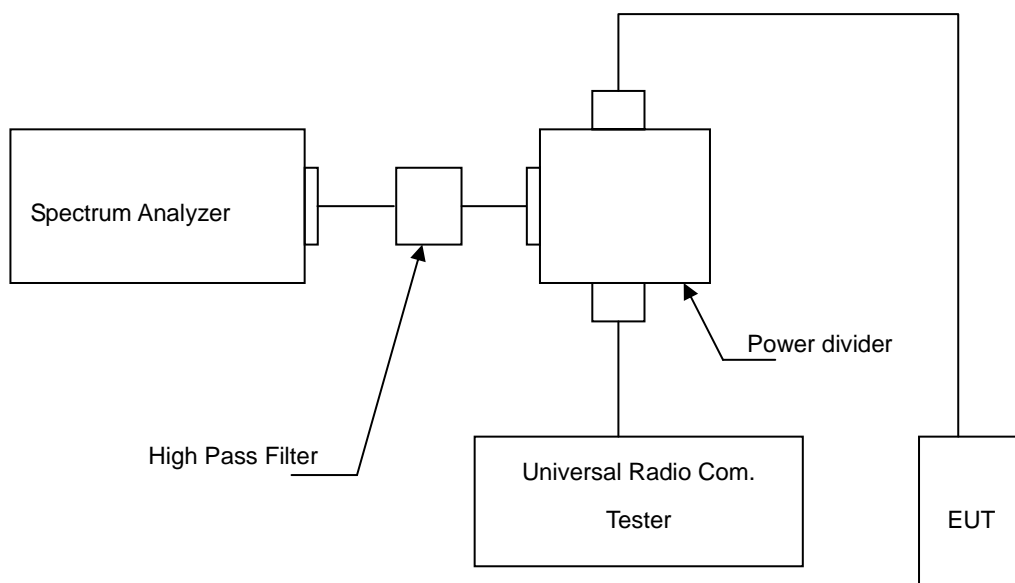 Spectrum Analyzer
Power divider
High Pass Filter
Universal Radio Com.
Tester
EUT